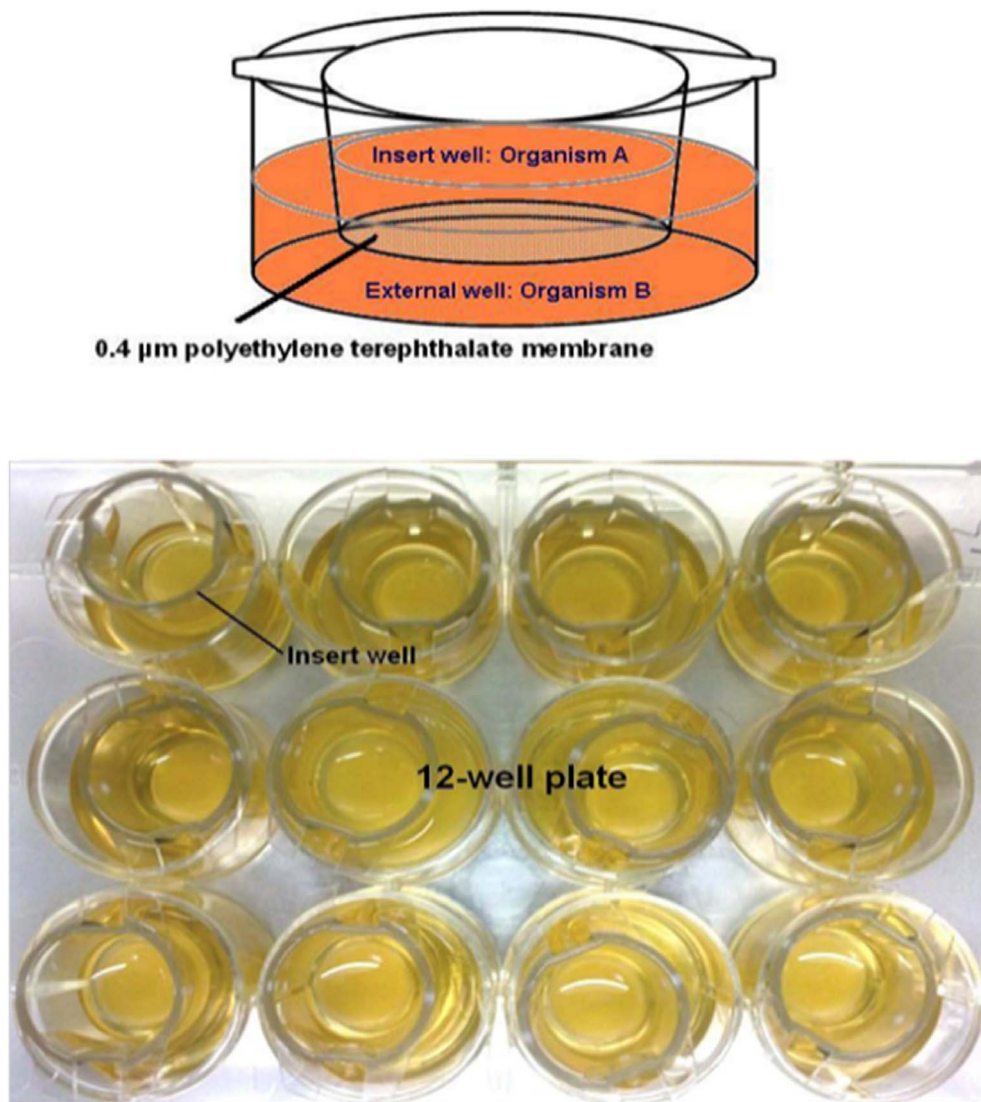 Insert well: Organism A
External well: Organism B
0.4 µm polyethylene terephthalate membrane
Insert well
12-well plate